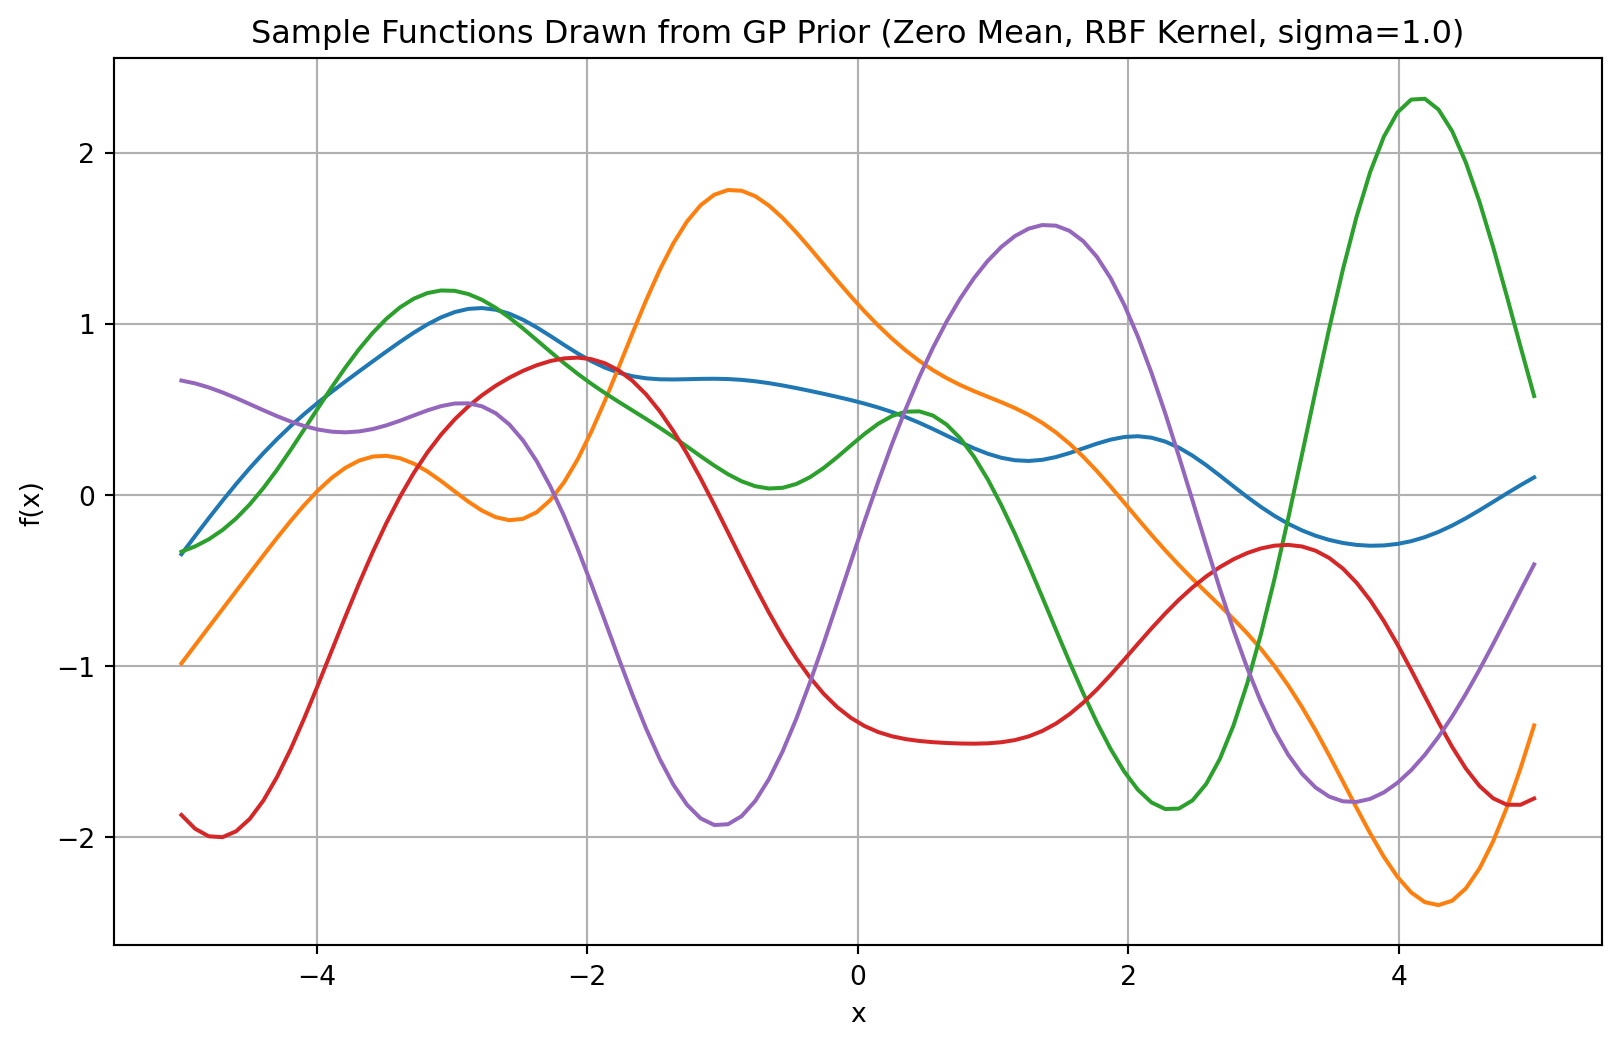 Sample Functions Drawn from GP Prior (Zero Mean, RBF Kernel, sigma=1.0)
2
1
0
−1
−2
f(x)
−4 −2 0 2 4
x